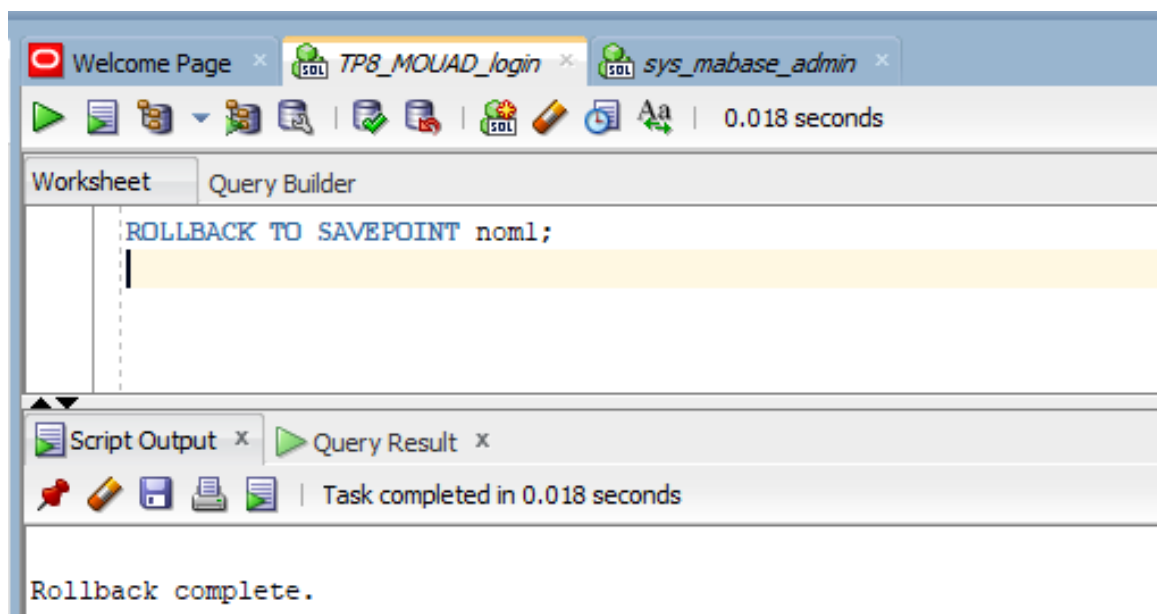 Welcome Page TP8_MOUAD_login sys_mabase_admin
0.018 seconds
Worksheet Query Builder
ROLLBACK TO SAVEPOINT nom1;
Script Output x Query Result x
Task completed in 0.018 seconds
Rollback complete.